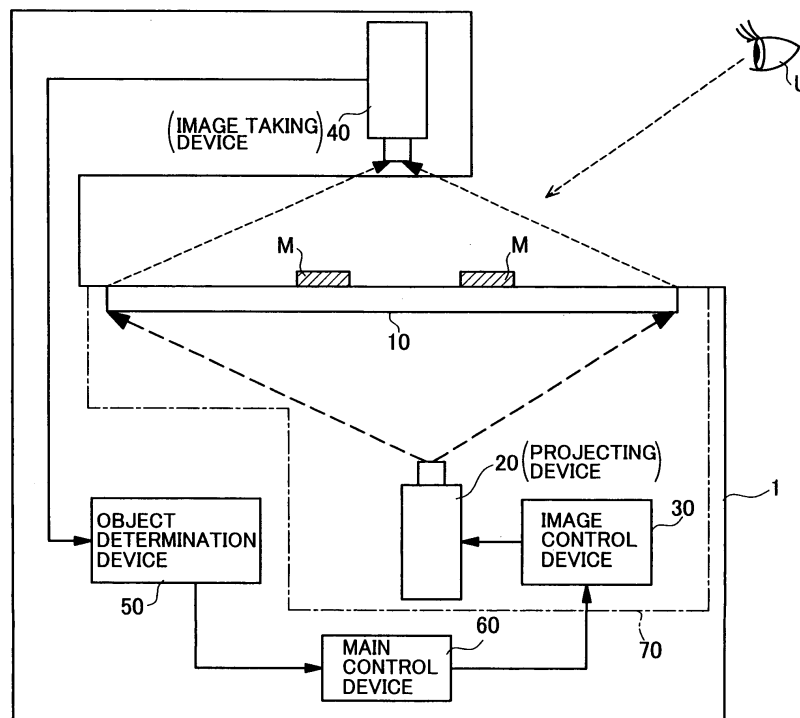 (IMAGE TAKING) 40
DEVICE
U
M
M
10
20 (PROJECTING
DEVICE)
1
OBJECT
DETERMINATION
DEVICE
50
IMAGE
CONTROL
DEVICE
30
60
70
MAIN
CONTROL
DEVICE